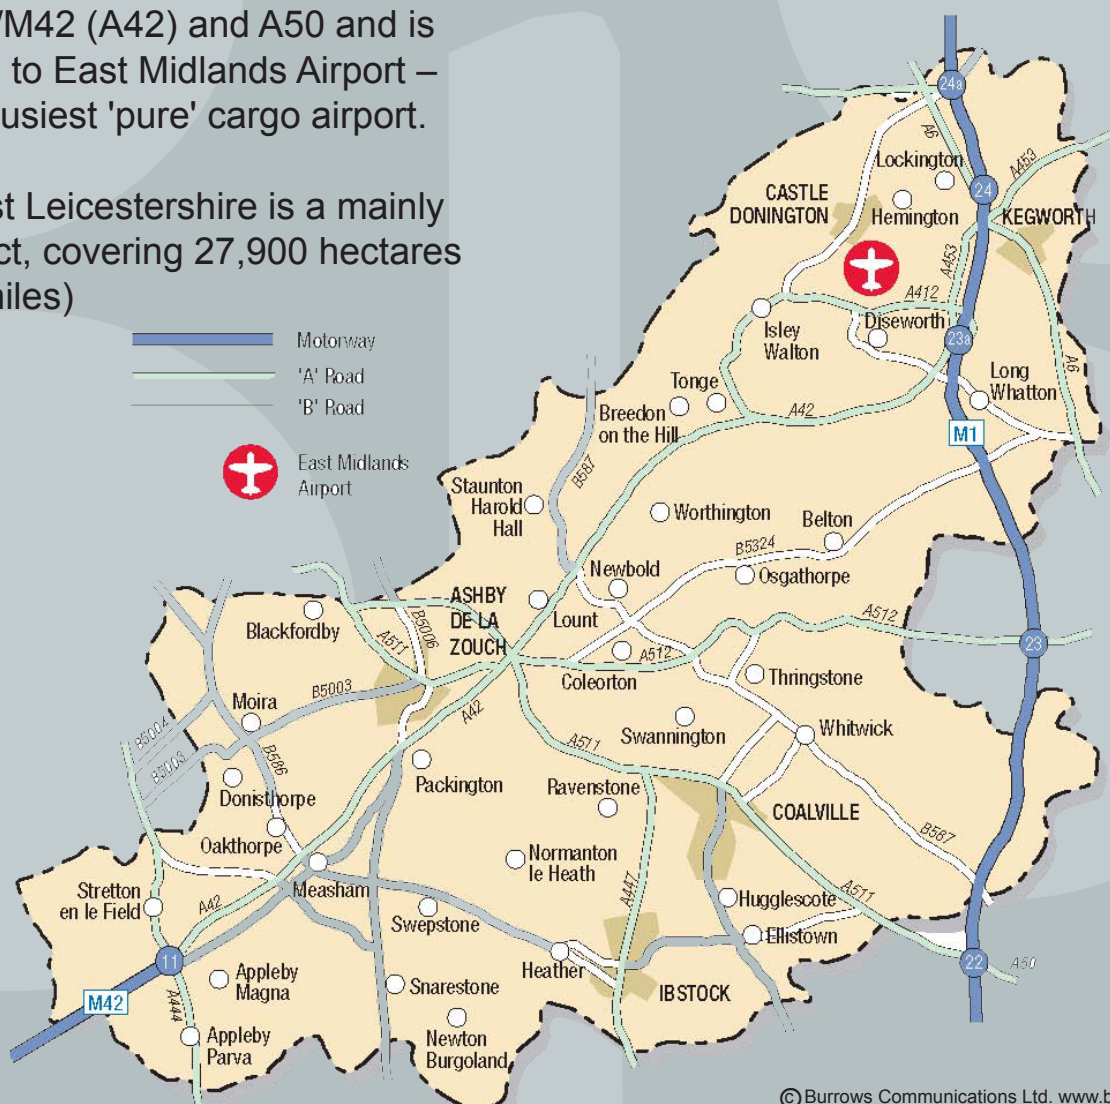 /M42 (A42) and A50 and is
to East Midlands Airport –
usiest 'pure' cargo airport.
st Leicestershire is a mainly
ct, covering 27,900 hectares
niles)
Motorway
'A' Road
'B' Road
East Midlands
Airport
24a
A6
Lockington
A453
24
CASTLE
DONINGTON
Hemington
KEGWORTH
A453
A412
Isley
Walton
Diseworth
23a
A6
Long
Whatton
Tonge
Breedon
on the Hill
A42
M1
B587
Staunton
Harold
Hall
Worthington
Belton
B5324
Newbold
Osgathorpe
ASHBY
DE LA
ZOUCH
Lount
B5006
A511
Blackfordby
A512
A512
23
Coleorton
Thringstone
B5003
Moira
A42
Swannington
Whitwick
A511
B5004
B5003
B586
Packington
Ravenstone
Donisthorpe
COALVILLE
B587
Oakthorpe
Normanton
le Heath
Measham
Stretton
en le Field
A42
A447
Hugglescote
A511
Swepstone
Ellistown
11
Heather
22
A50
Appleby
Magna
Snarestone
IBSTOCK
M42
A444
Appleby
Parva
Newton
Burgoland
© Burrows Communications Ltd. www.b